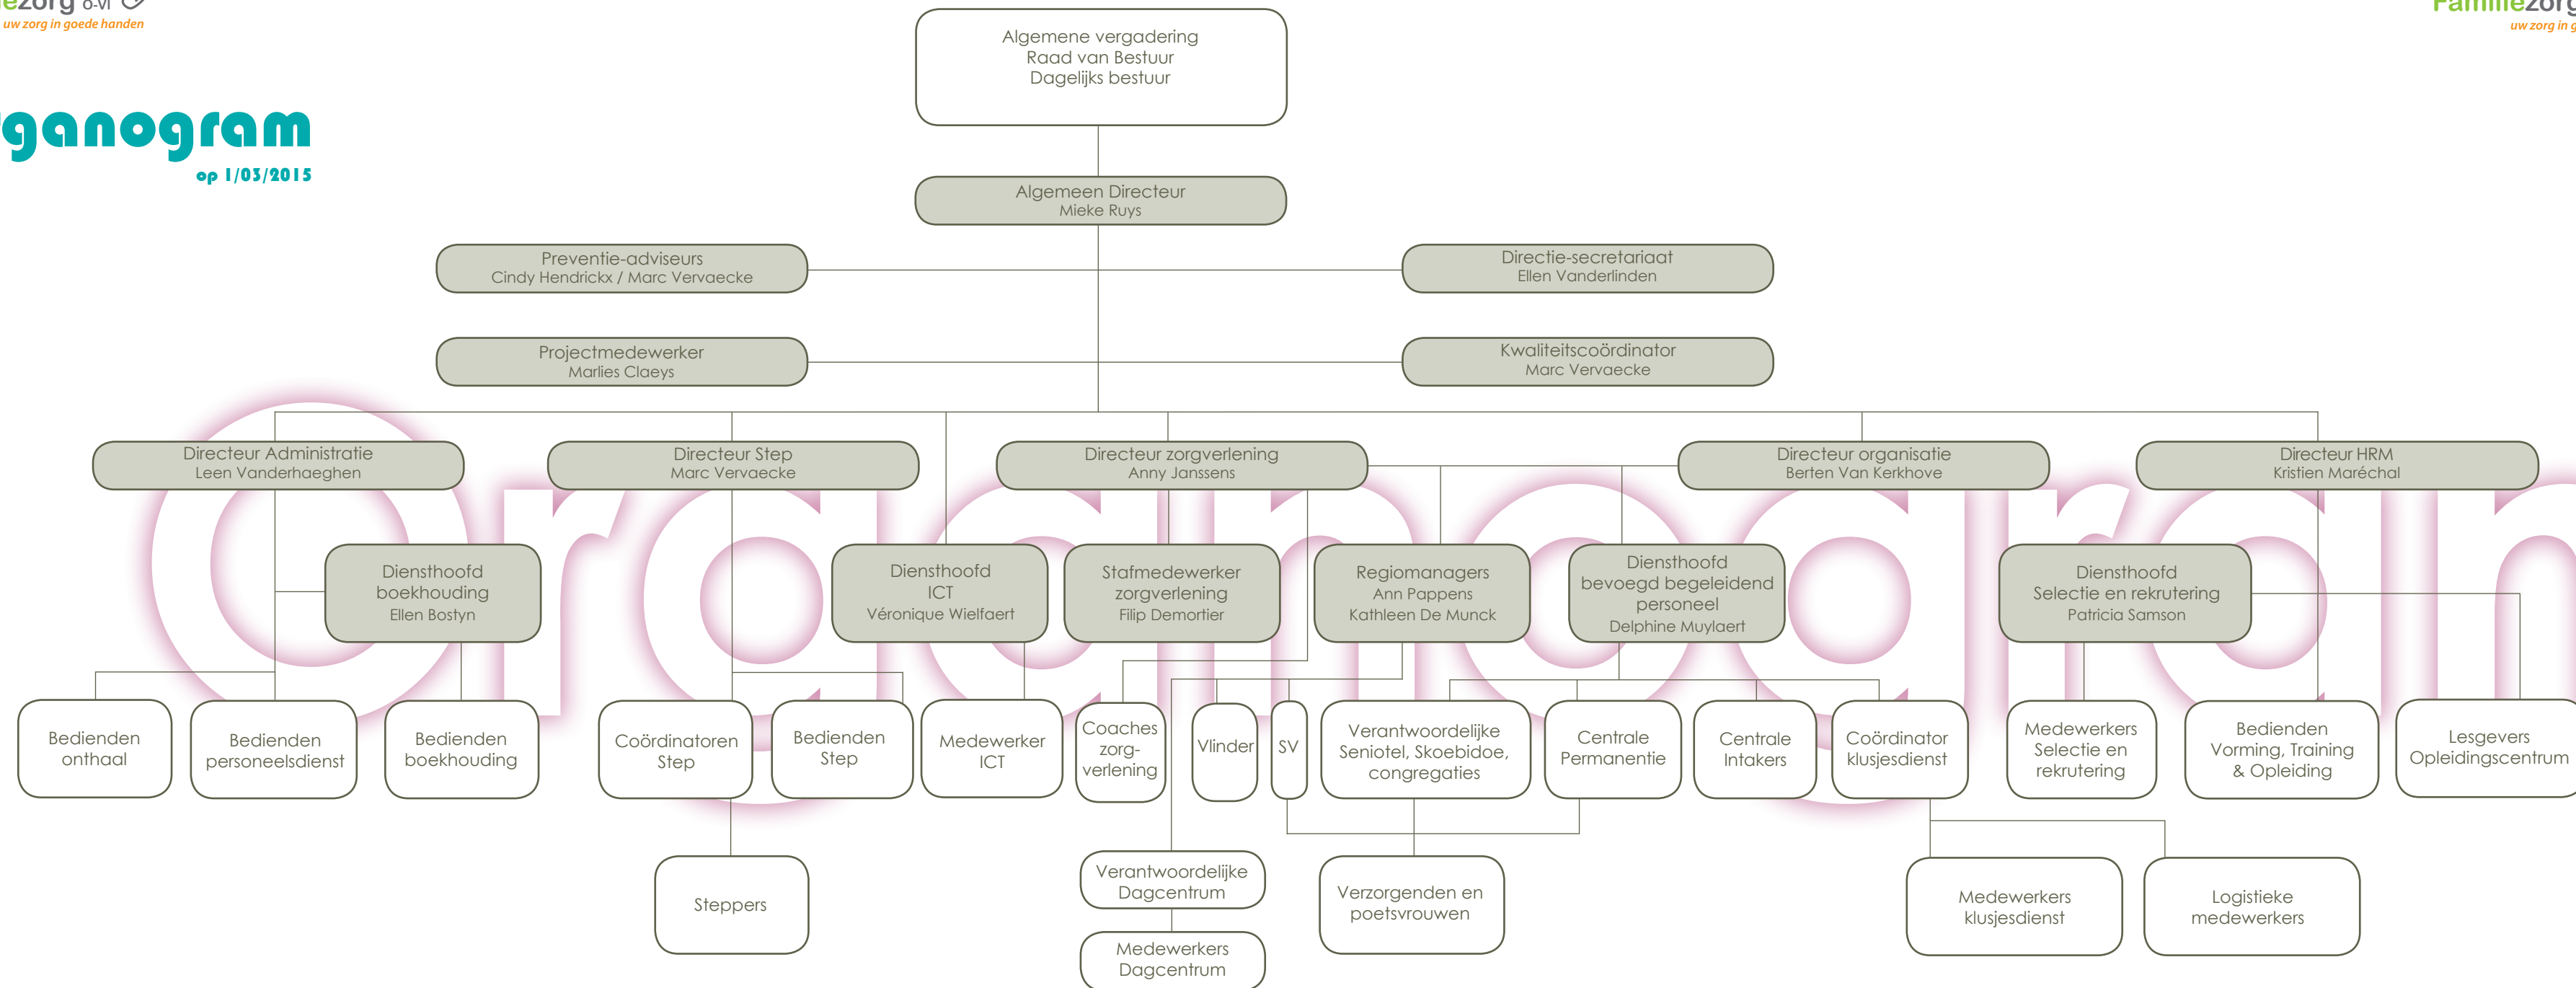 uw zorg in goede handen
op 1/03/2015
Algemene vergadering
Raad van Bestuur
Dagelijks bestuur
Algemeen Directeur
Mieke Ruys
Preventie-adviseurs
Cindy Hendrickx / Marc Vervaecke
Directie-secretariaat
Ellen Vanderlinden
Projectmedewerker
Marlies Claeys
Kwaliteitscoördinator
Marc Vervaecke
Directeur Administratie
Leen Vanderhaeghen
Directeur Step
Marc Vervaecke
Directeur zorgverlening
Anny Janssens
Directeur organisatie
Berten Van Kerkhove
Directeur HRM
Kristien Maréchal
Diensthoofd
boekhouding
Ellen Bostyn
Diensthoofd
ICT
Véronique Wielfaert
Stafmedewerker
zorgverlening
Filip Demortier
Regiomanagers
Ann Pappens
Kathleen De Munck
Diensthoofd
bevoegd begeleidend
personeel
Delphine Muylaert
Diensthoofd
Selectie en rekrutering
Patricia Samson
Bedienden
onthaal
Bedienden
personeelsdienst
Bedienden
boekhouding
Coördinatoren
Step
Bedienden
Step
Medewerker
ICT
Coaches
zorg-
verlening
Vlinder
SV
Verantwoordelijke
Seniotel, Skoebidoe,
congregaties
Centrale
Permanentie
Centrale
Intakers
Coördinator
klusjesdienst
Medewerkers
Selectie en
rekrutering
Bedienden
Vorming, Training
& Opleiding
Lesgevers
Opleidingscentrum
Steppers
Verantwoordelijke
Dagcentrum
Medewerkers
Dagcentrum
Verzorgenden en
poetsvrouwen
Medewerkers
klusjesdienst
Logistieke
medewerkers